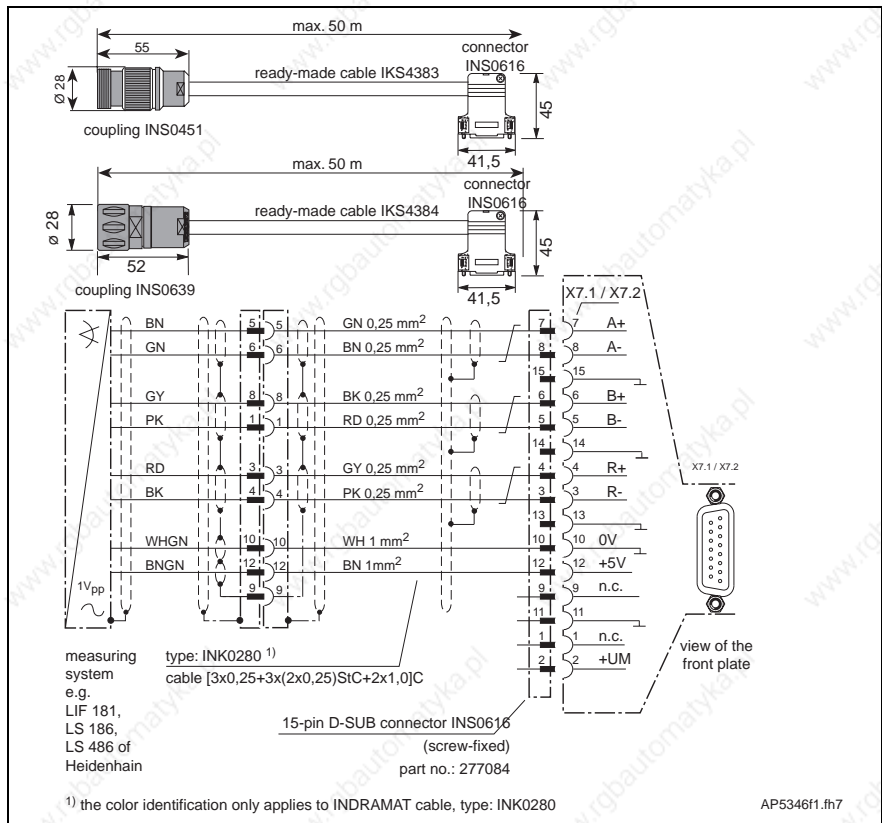 max. 50 m
55
connector
INS0616
ready-made cable IKS4383
Ø 28
45
coupling INS0451
41,5
max. 50 m
connector
INS0616
ready-made cable IKS4384
ø 28
45
52
coupling INS0639
41,5
X7.1 / X7.2
BN 5 5 GN 0,25 mm² 7 7 A+
GN 6 6 BN 0,25 mm² 8 8 A-
15 15
GY 8 8 BK 0,25 mm² 6 6 B+
PK 1 1 RD 0,25 mm² 5 5 B-
14 14
RD 3 3 GY 0,25 mm² 4 4 R+
X7.1 / X7.2
BK 4 4 PK 0,25 mm² 3 3 R-
13 13
WHGN 10 10 WH 1 mm² 10 10 0V
BNGN 12 12 BN 1mm² 12 12 +5V
1Vpp 9 9 9 9 n.c.
11 11
1 1 n.c.
2 2 +UM
view of the
front plate
measuring
system
e.g.
LIF 181,
LS 186,
LS 486 of
Heidenhain
type: INK0280 1)
cable [3x0,25+3x(2x0,25)StC+2x1,0]C
15-pin D-SUB connector INS0616
(screw-fixed)
part no.: 277084
1) the color identification only applies to INDRAMAT cable, type: INK0280
AP5346f1.fh7
www.rgbautomatyka.pl